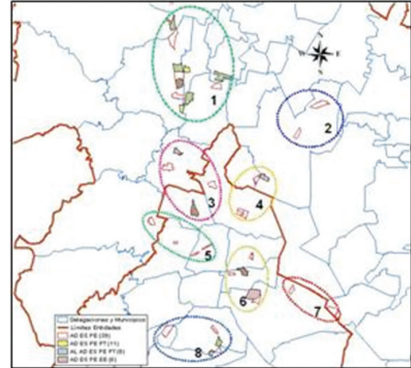 N
W E
S
1
2
3
4
5
6
7
8
Delegaciones y Municipios
Límites Entidades
AD ES PE (39)
AD ES PE PT (11)
AL AD ES PE PT (6)
AD ES PE EE (6)